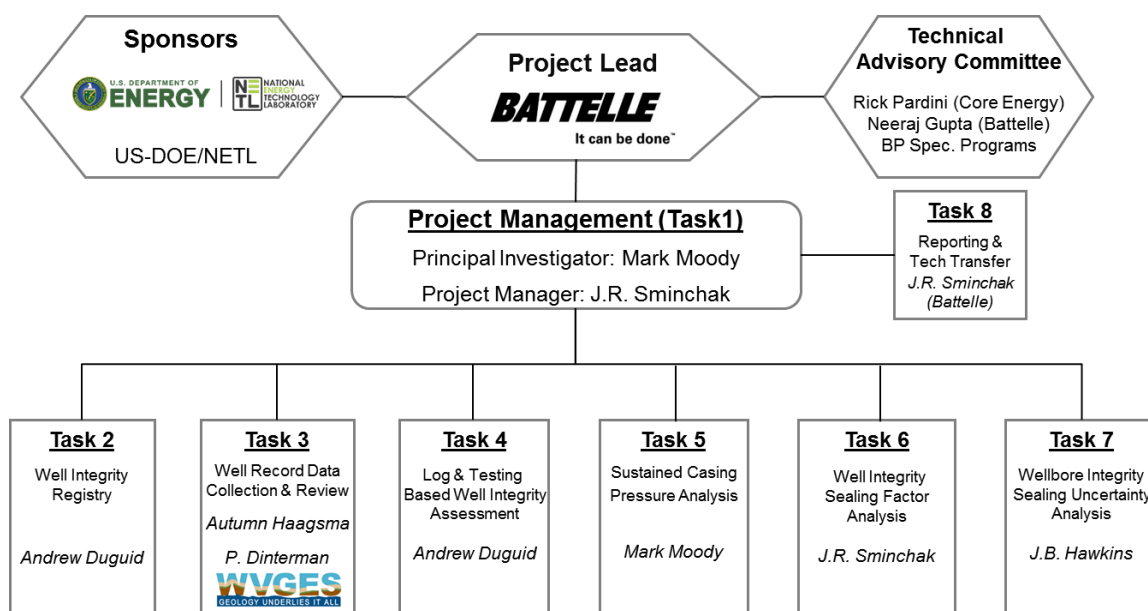 Sponsors
U.S. DEPARTMENT OF
ENERGY
NETL
NATIONAL
ENERGY
TECHNOLOGY
LABORATORY
US-DOE/NETL
Project Lead
BATTELLE
It can be done™
Technical
Advisory Committee
Rick Pardini (Core Energy)
Neeraj Gupta (Battelle)
BP Spec. Programs
Project Management (Task1)
Principal Investigator: Mark Moody
Project Manager: J.R. Sminchak
Task 8
Reporting &
Tech Transfer
J.R. Sminchak
(Battelle)
Task 2
Well Integrity
Registry
Andrew Duguid
Task 3
Well Record Data
Collection & Review
Autumn Haagsma
P. Dinterman
WVGES
GEOLOGY UNDERLIES IT ALL
Task 4
Log & Testing
Based Well Integrity
Assessment
Andrew Duguid
Task 5
Sustained Casing
Pressure Analysis
Mark Moody
Task 6
Well Integrity
Sealing Factor
Analysis
J.R. Sminchak
Task 7
Wellbore Integrity
Sealing Uncertainty
Analysis
J.B. Hawkins